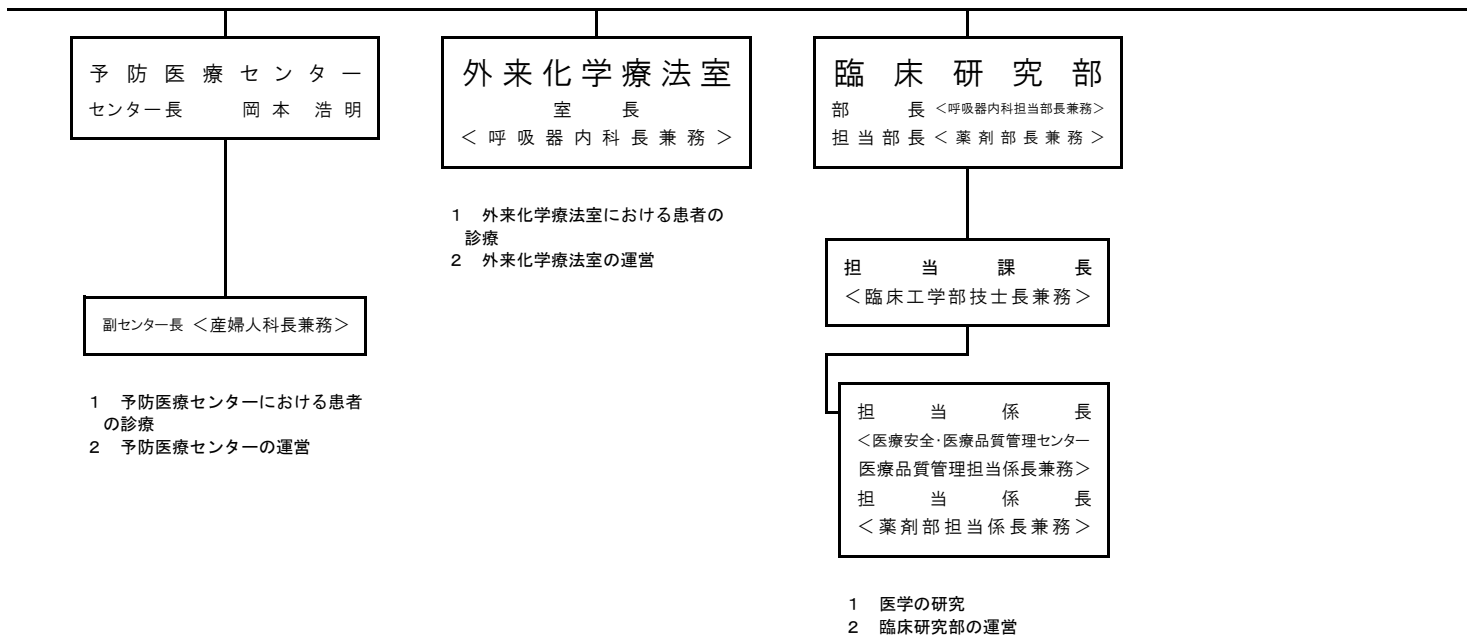 予防医療センター
センター長 岡本 浩明
副センター長 ＜産婦人科長兼務＞
1 予防医療センターにおける患者
の診療
2 予防医療センターの運営
外来化学療法室
室長
＜呼吸器内科長兼務＞
1 外来化学療法室における患者の
診療
2 外来化学療法室の運営
臨床研究部
部長 ＜呼吸器内科担当部長兼務＞
担当部長 ＜薬剤部長兼務＞
担当課長
＜臨床工学部技士長兼務＞
担当係長
＜医療安全・医療品質管理センター
医療品質管理担当係長兼務＞
担当係長
＜薬剤部担当係長兼務＞
1 医学の研究
2 臨床研究部の運営